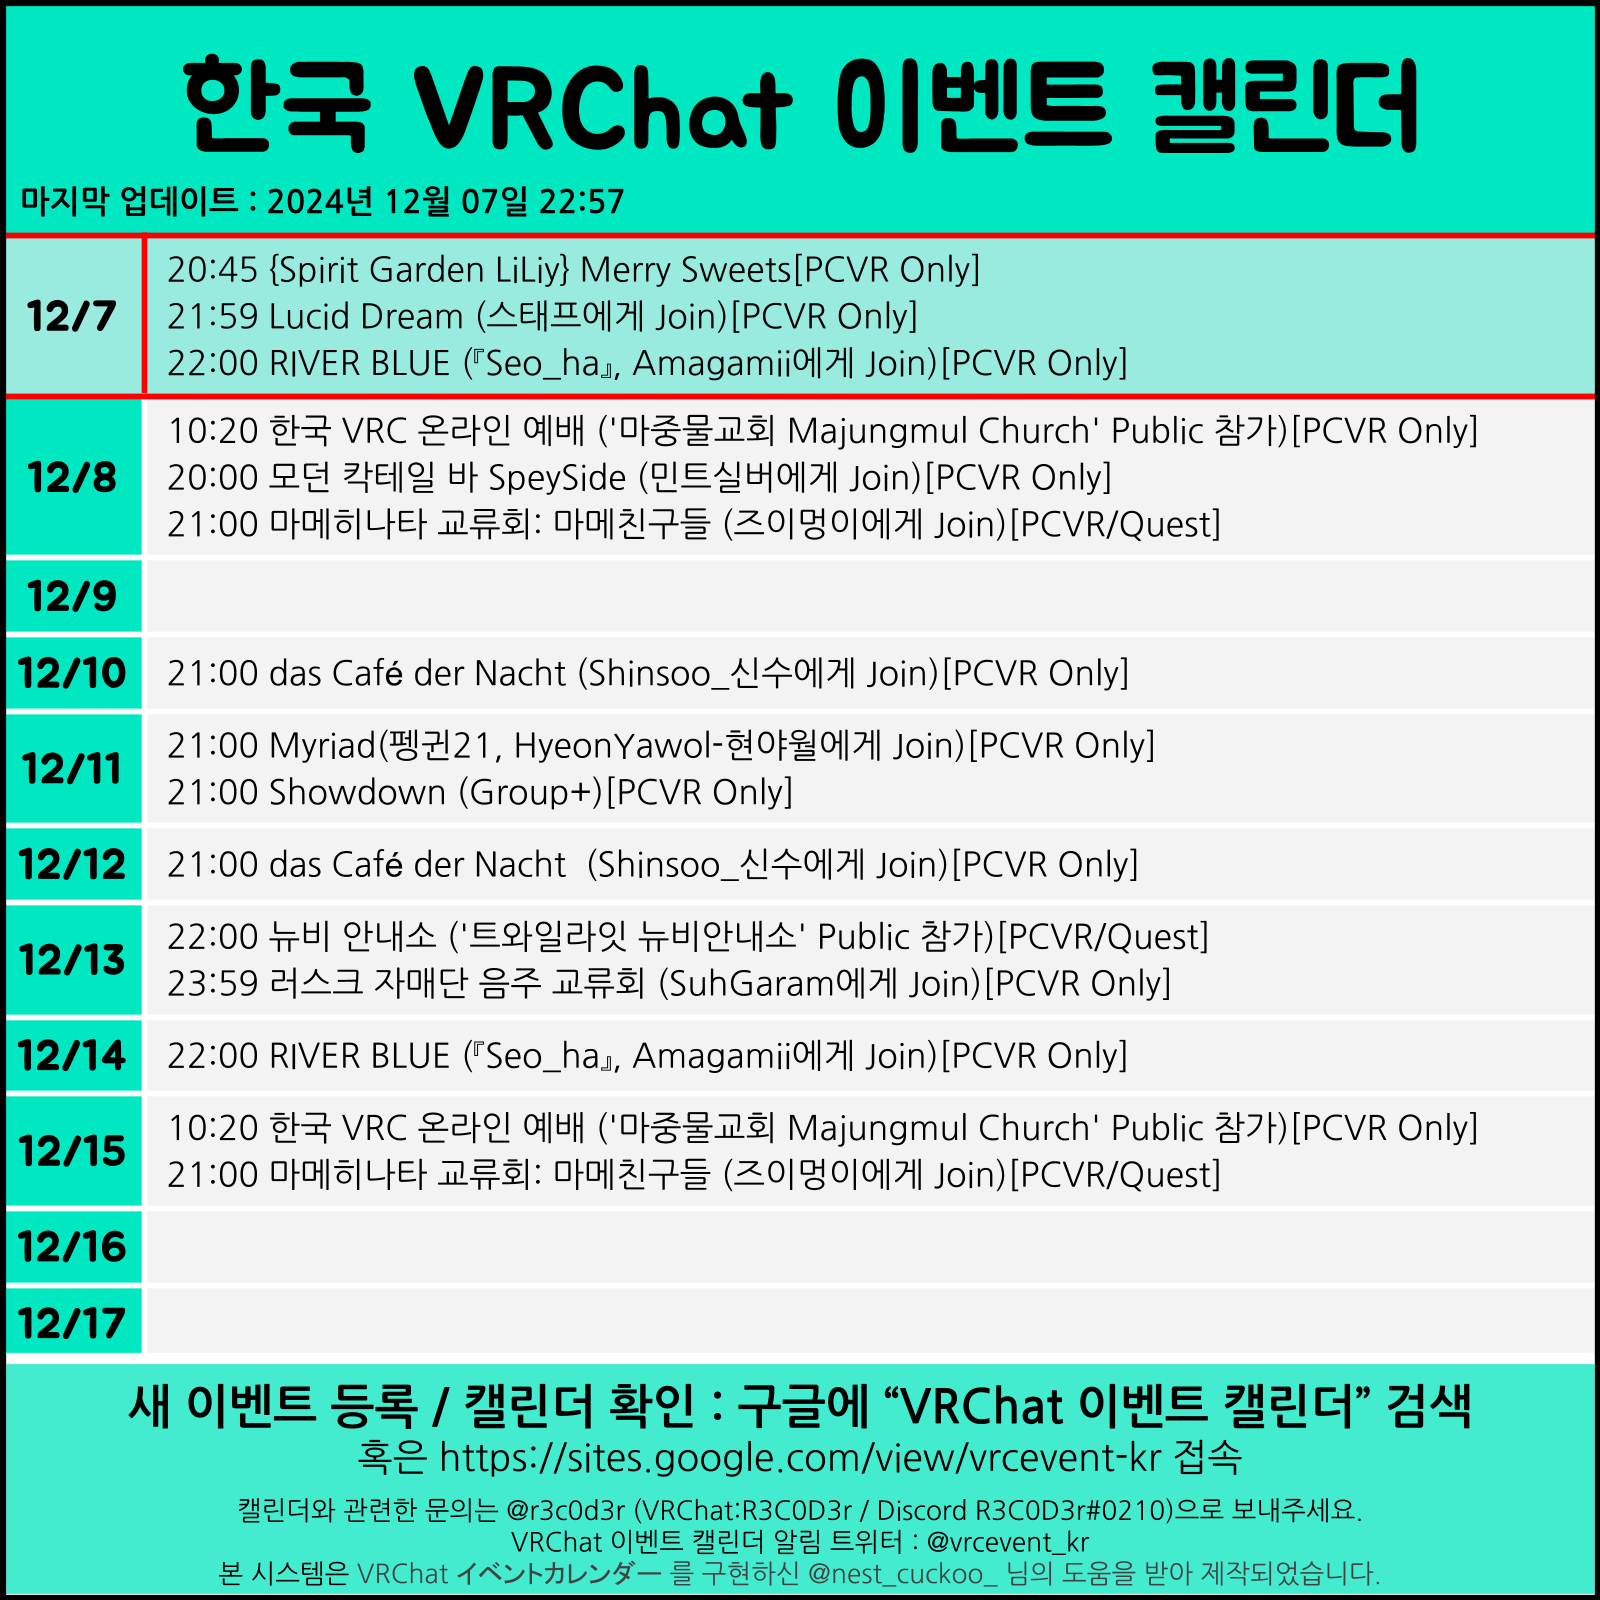 한국 VRChat 이벤트 캘린더
마지막 업데이트 : 2024년 12월 07일 22:57
12/7
20:45 {Spirit Garden LiLiy} Merry Sweets[PCVR Only]
21:59 Lucid Dream (스태프에게 Join)[PCVR Only]
22:00 RIVER BLUE (『Seo_ha』, Amagamii에게 Join)[PCVR Only]
12/8
10:20 한국 VRC 온라인 예배 ('마중물교회 Majungmul Church' Public 참가)[PCVR Only]
20:00 모던 칵테일 바 SpeySide (민트실버에게 Join)[PCVR Only]
21:00 마메히나타 교류회: 마메친구들 (즈이멍이에게 Join)[PCVR/Quest]
12/9
12/10
21:00 das Café der Nacht (Shinsoo_신수에게 Join)[PCVR Only]
12/11
21:00 Myriad(펭귄21, HyeonYawol-현야월에게 Join)[PCVR Only]
21:00 Showdown (Group+)[PCVR Only]
12/12
21:00 das Café der Nacht  (Shinsoo_신수에게 Join)[PCVR Only]
12/13
22:00 뉴비 안내소 ('트와일라잇 뉴비안내소' Public 참가)[PCVR/Quest]
23:59 러스크 자매단 음주 교류회 (SuhGaram에게 Join)[PCVR Only]
12/14
22:00 RIVER BLUE (『Seo_ha』, Amagamii에게 Join)[PCVR Only]
12/15
10:20 한국 VRC 온라인 예배 ('마중물교회 Majungmul Church' Public 참가)[PCVR Only]
21:00 마메히나타 교류회: 마메친구들 (즈이멍이에게 Join)[PCVR/Quest]
12/16
12/17
새 이벤트 등록 / 캘린더 확인 : 구글에 “VRChat 이벤트 캘린더” 검색
혹은 https://sites.google.com/view/vrcevent-kr 접속
캘린더와 관련한 문의는 @r3c0d3r (VRChat:R3C0D3r / Discord R3C0D3r#0210)으로 보내주세요.
VRChat 이벤트 캘린더 알림 트위터 : @vrcevent_kr
본 시스템은 VRChat イベントカレンダー 를 구현하신 @nest_cuckoo_ 님의 도움을 받아 제작되었습니다.